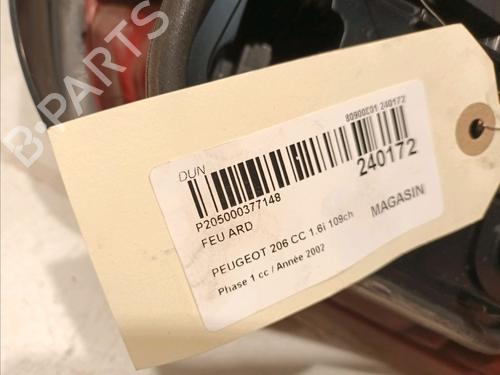 B-PARTS
DUN
P205000377148
FEU ARD
80900E01 240172
240172
MAGASIN
PEUGEOT 206 CC 1.6i 109ch
Phase 1 cc / Année 2002